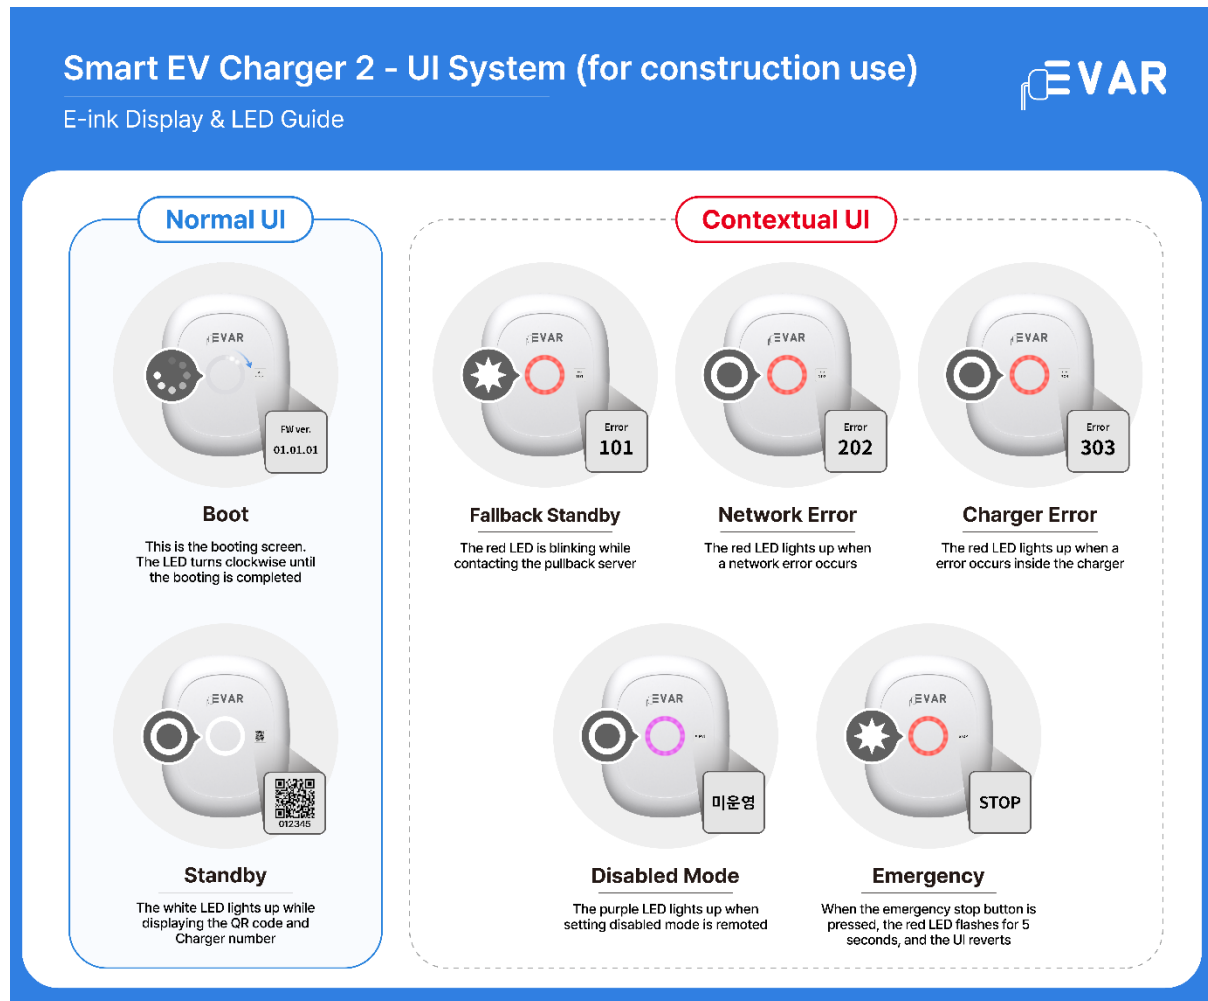 Smart EV Charger 2 - UI System (for construction use)
EVAR
E-ink Display & LED Guide
Normal UI
EVAR
FW ver.
01.01.01
Boot
This is the booting screen.
The LED turns clockwise until
the booting is completed
EVAR
012345
Standby
The white LED lights up while
displaying the QR code and
Charger number
Contextual UI
EVAR
Error
101
Fallback Standby
The red LED is blinking while
contacting the pullback server
EVAR
Error
202
Network Error
The red LED lights up when
a network error occurs
EVAR
Error
303
Charger Error
The red LED lights up when a
error occurs inside the charger
EVAR
미운영
Disabled Mode
The purple LED lights up when
setting disabled mode is remoted
EVAR
STOP
Emergency
When the emergency stop button is
pressed, the red LED flashes for 5
seconds, and the UI reverts